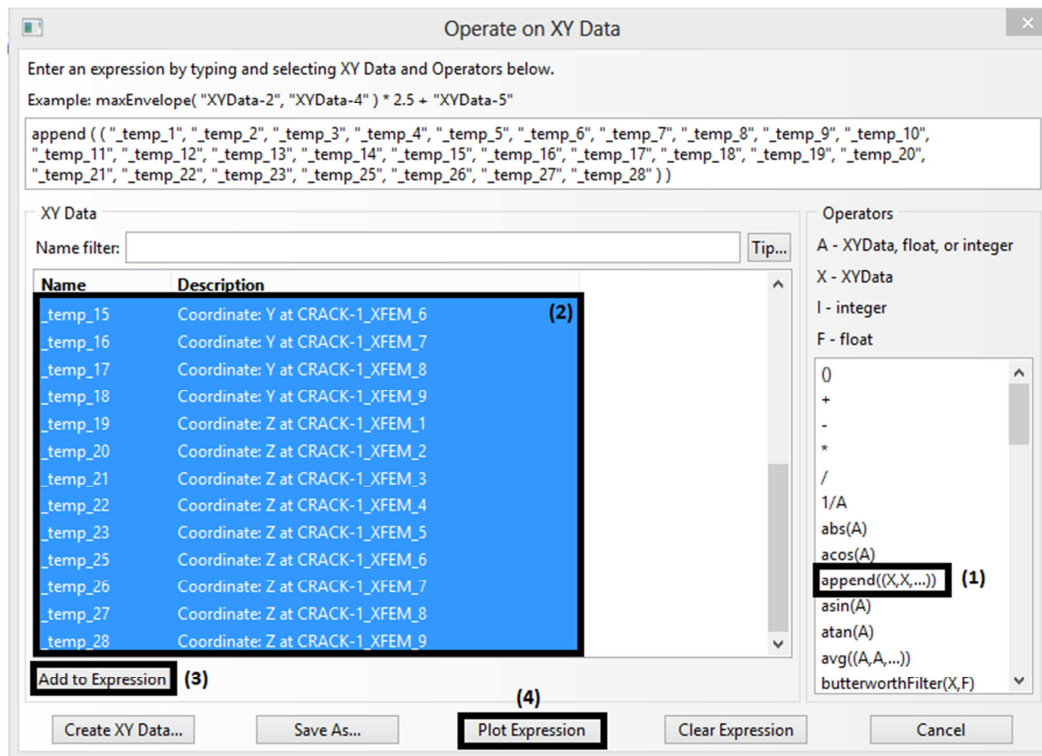 Operate on XY Data
Enter an expression by typing and selecting XY Data and Operators below.
Example: maxEnvelope( "XYData-2", "XYData-4" ) * 2.5 + "XYData-5"
append ( ( "_temp_1", "_temp_2", "_temp_3", "_temp_4", "_temp_5", "_temp_6", "_temp_7", "_temp_8", "_temp_9", "_temp_10",
"_temp_11", "_temp_12", "_temp_13", "_temp_14", "_temp_15", "_temp_16", "_temp_17", "_temp_18", "_temp_19", "_temp_20",
"_temp_21", "_temp_22", "_temp_23", "_temp_25", "_temp_26", "_temp_27", "_temp_28" ) )
XY Data
Name filter:
Tip...
Name Description
_temp_15 Coordinate: Y at CRACK-1_XFEM_6 (2)
_temp_16 Coordinate: Y at CRACK-1_XFEM_7
_temp_17 Coordinate: Y at CRACK-1_XFEM_8
_temp_18 Coordinate: Y at CRACK-1_XFEM_9
_temp_19 Coordinate: Z at CRACK-1_XFEM_1
_temp_20 Coordinate: Z at CRACK-1_XFEM_2
_temp_21 Coordinate: Z at CRACK-1_XFEM_3
_temp_22 Coordinate: Z at CRACK-1_XFEM_4
_temp_23 Coordinate: Z at CRACK-1_XFEM_5
_temp_25 Coordinate: Z at CRACK-1_XFEM_6
_temp_26 Coordinate: Z at CRACK-1_XFEM_7
_temp_27 Coordinate: Z at CRACK-1_XFEM_8
_temp_28 Coordinate: Z at CRACK-1_XFEM_9
Add to Expression (3)
Operators
A - XYData, float, or integer
X - XYData
I - integer
F - float
()
+
-
*
/
1/A
abs(A)
acos(A)
append((X,X,...)) (1)
asin(A)
atan(A)
avg((A,A,...))
butterworthFilter(X,F)
(4)
Create XY Data...
Save As...
Plot Expression
Clear Expression
Cancel